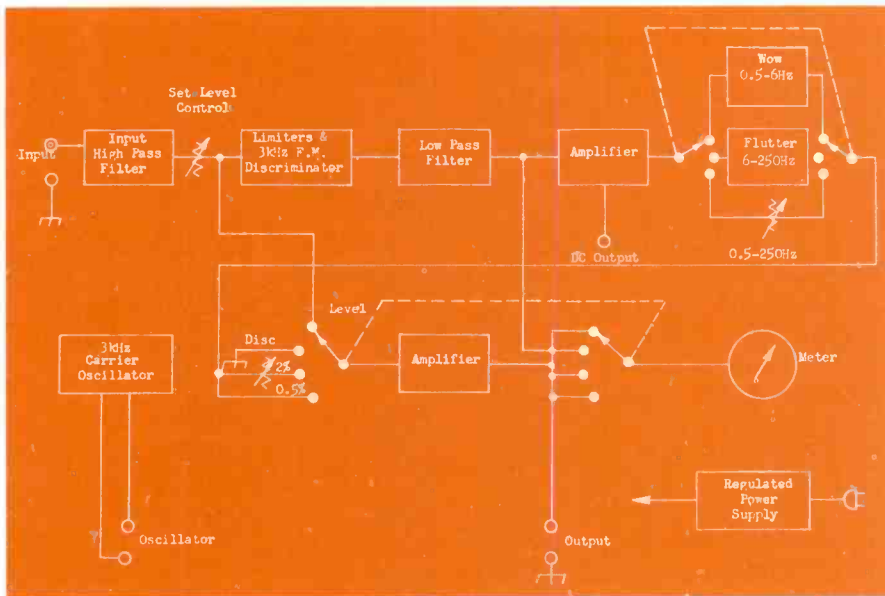 Wow
0.5-6Hz
Set Level
Control
Input
Input
High Pass
Filter
Limiters &
3kHz F.M.
Discriminator
Low Pass
Filter
Amplifier
Flutter
6-250Hz
DC Output
0.5-250Hz
Level
3kHz
Carrier
Oscillator
Disc
2%
0.5%
Amplifier
Meter
Regulated
Power
Supply
Oscillator
Output